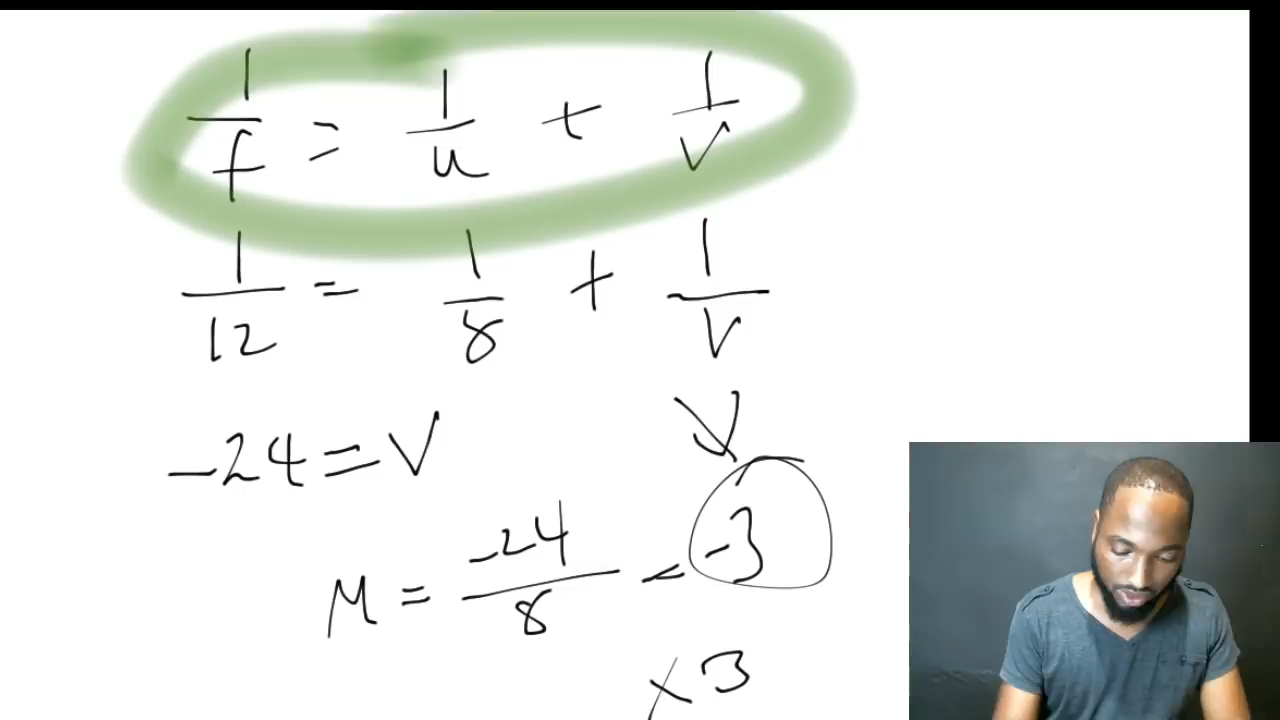 1/f = 1/u + 1/v
1/12 = 1/8 + 1/V
-24 = V
V
M = -24/8 = -3
x 3